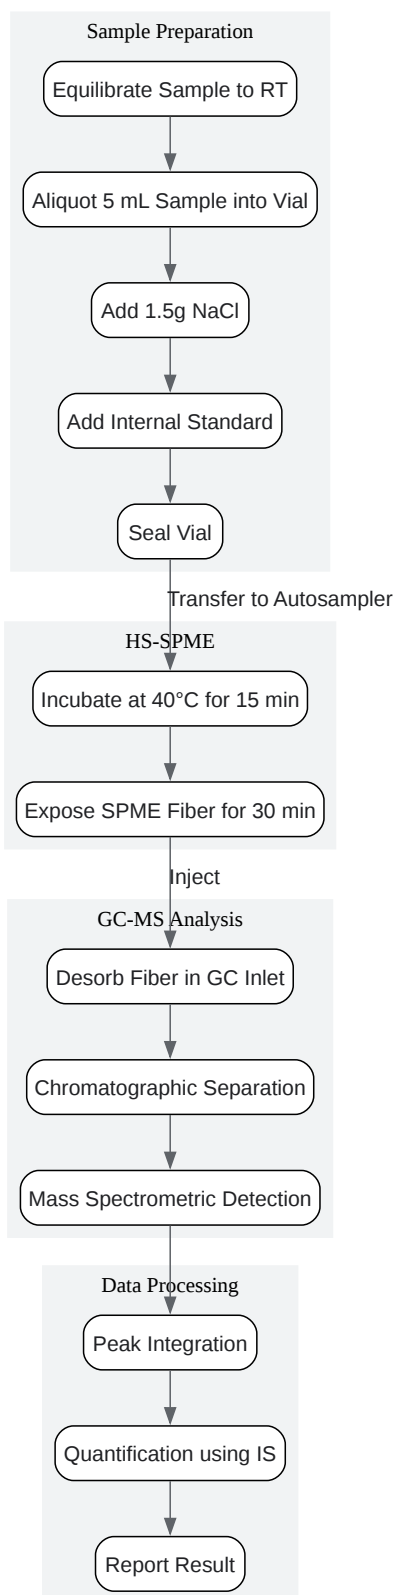 Sample Preparation
Equilibrate Sample to RT
Aliquot 5 mL Sample into Vial
Add 1.5g NaCl
Add Internal Standard
Seal Vial
Transfer to Autosampler
HS-SPME
Incubate at 40°C for 15 min
Expose SPME Fiber for 30 min
Inject
GC-MS Analysis
Desorb Fiber in GC Inlet
Chromatographic Separation
Mass Spectrometric Detection
Data Processing
Peak Integration
Quantification using IS
Report Result